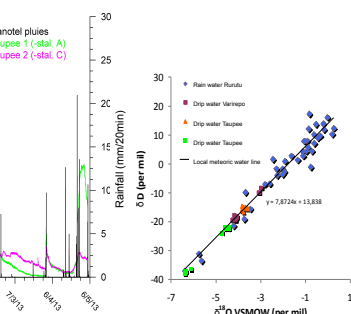 anotel pluies
upee 1 (-stal. A)
upee 2 (-stal. C)
30
25
20
15
10
5
0
Rainfall (mm/20min)
7/3/13
6/4/13
6/5/13
30
20
10
0
-10
-20
-30
-40
δ D (per mil)
Rain water Rurutu
Drip water Varinepo
Drip water Taupee
Drip water Taupee
Local meteoric water line
y = 7,8724x + 13,838
-7
-5
-3
-1
1
δ18O VSMOW (per mil)